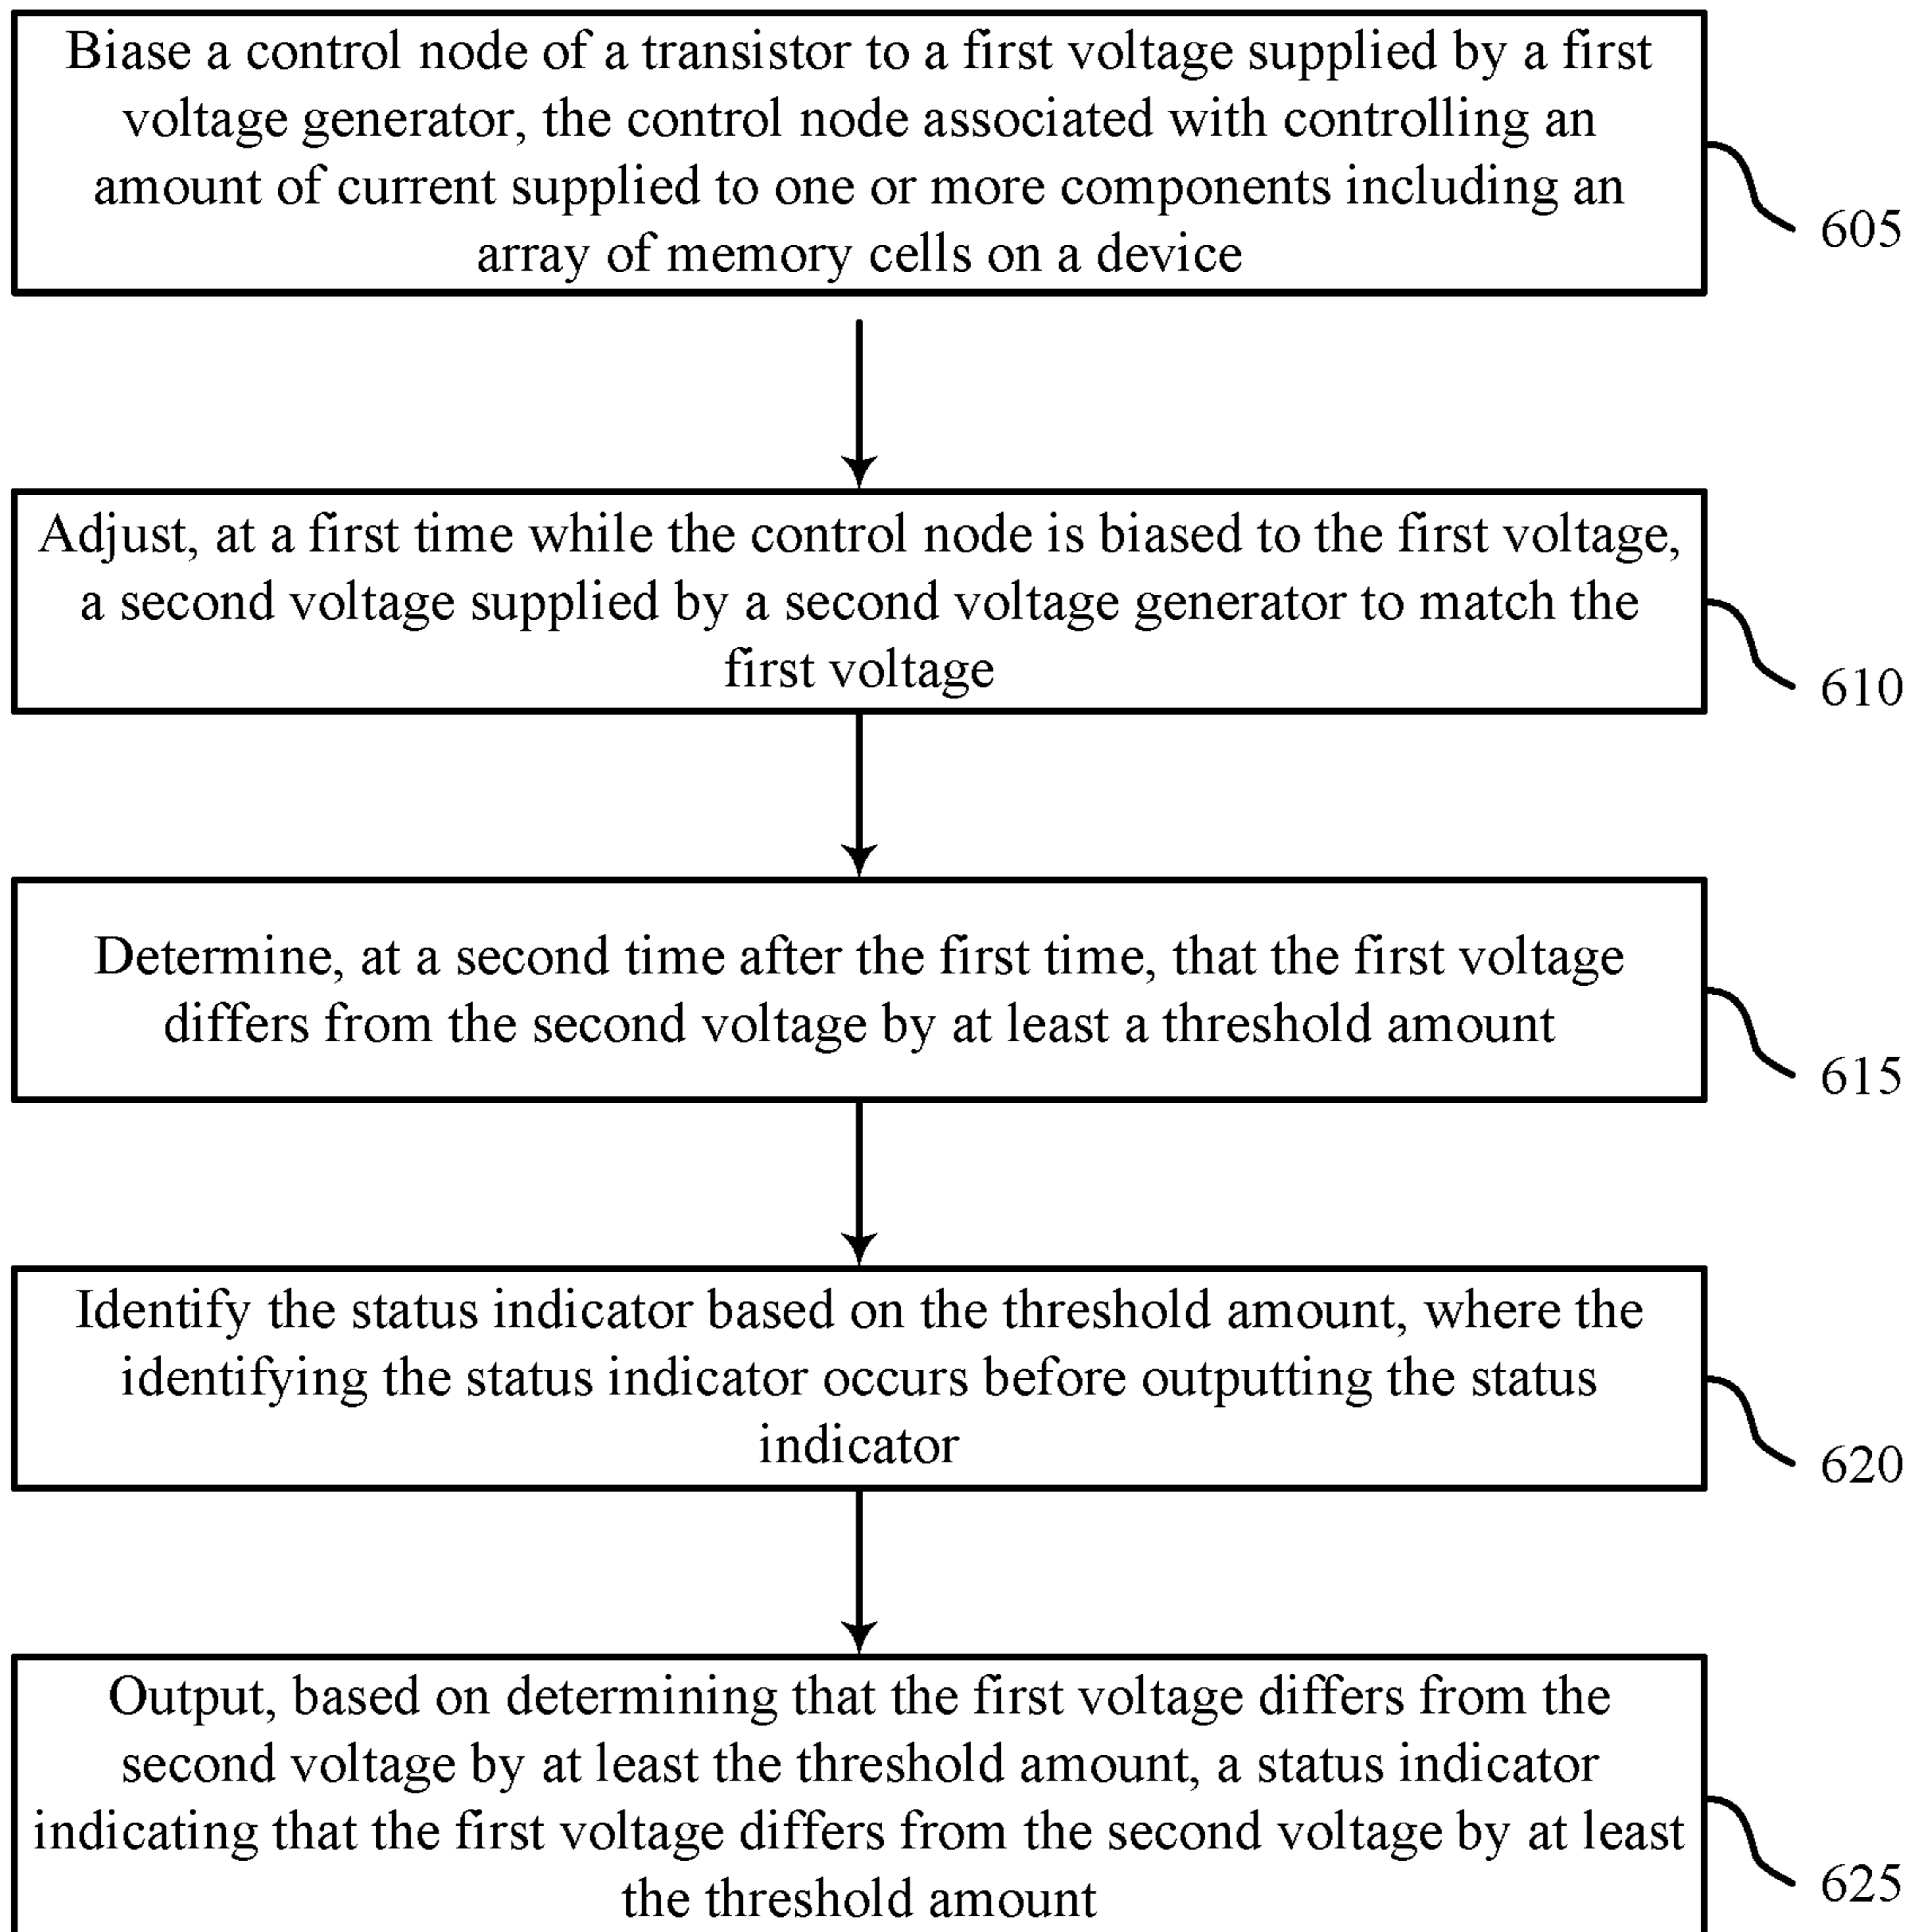 Biase a control node of a transistor to a first voltage supplied by a first
voltage generator, the control node associated with controlling an
amount of current supplied to one or more components including an
array of memory cells on a device
605
Adjust, at a first time while the control node is biased to the first voltage,
a second voltage supplied by a second voltage generator to match the
first voltage
610
Determine, at a second time after the first time, that the first voltage
differs from the second voltage by at least a threshold amount
615
Identify the status indicator based on the threshold amount, where the
identifying the status indicator occurs before outputting the status
indicator
620
Output, based on determining that the first voltage differs from the
second voltage by at least the threshold amount, a status indicator
indicating that the first voltage differs from the second voltage by at least
the threshold amount
625